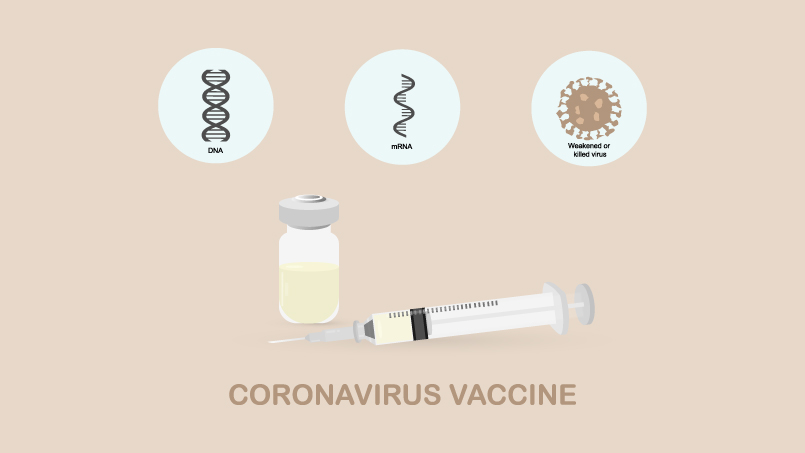 DNA
mRNA
Weakened or
killed virus
CORONAVIRUS VACCINE